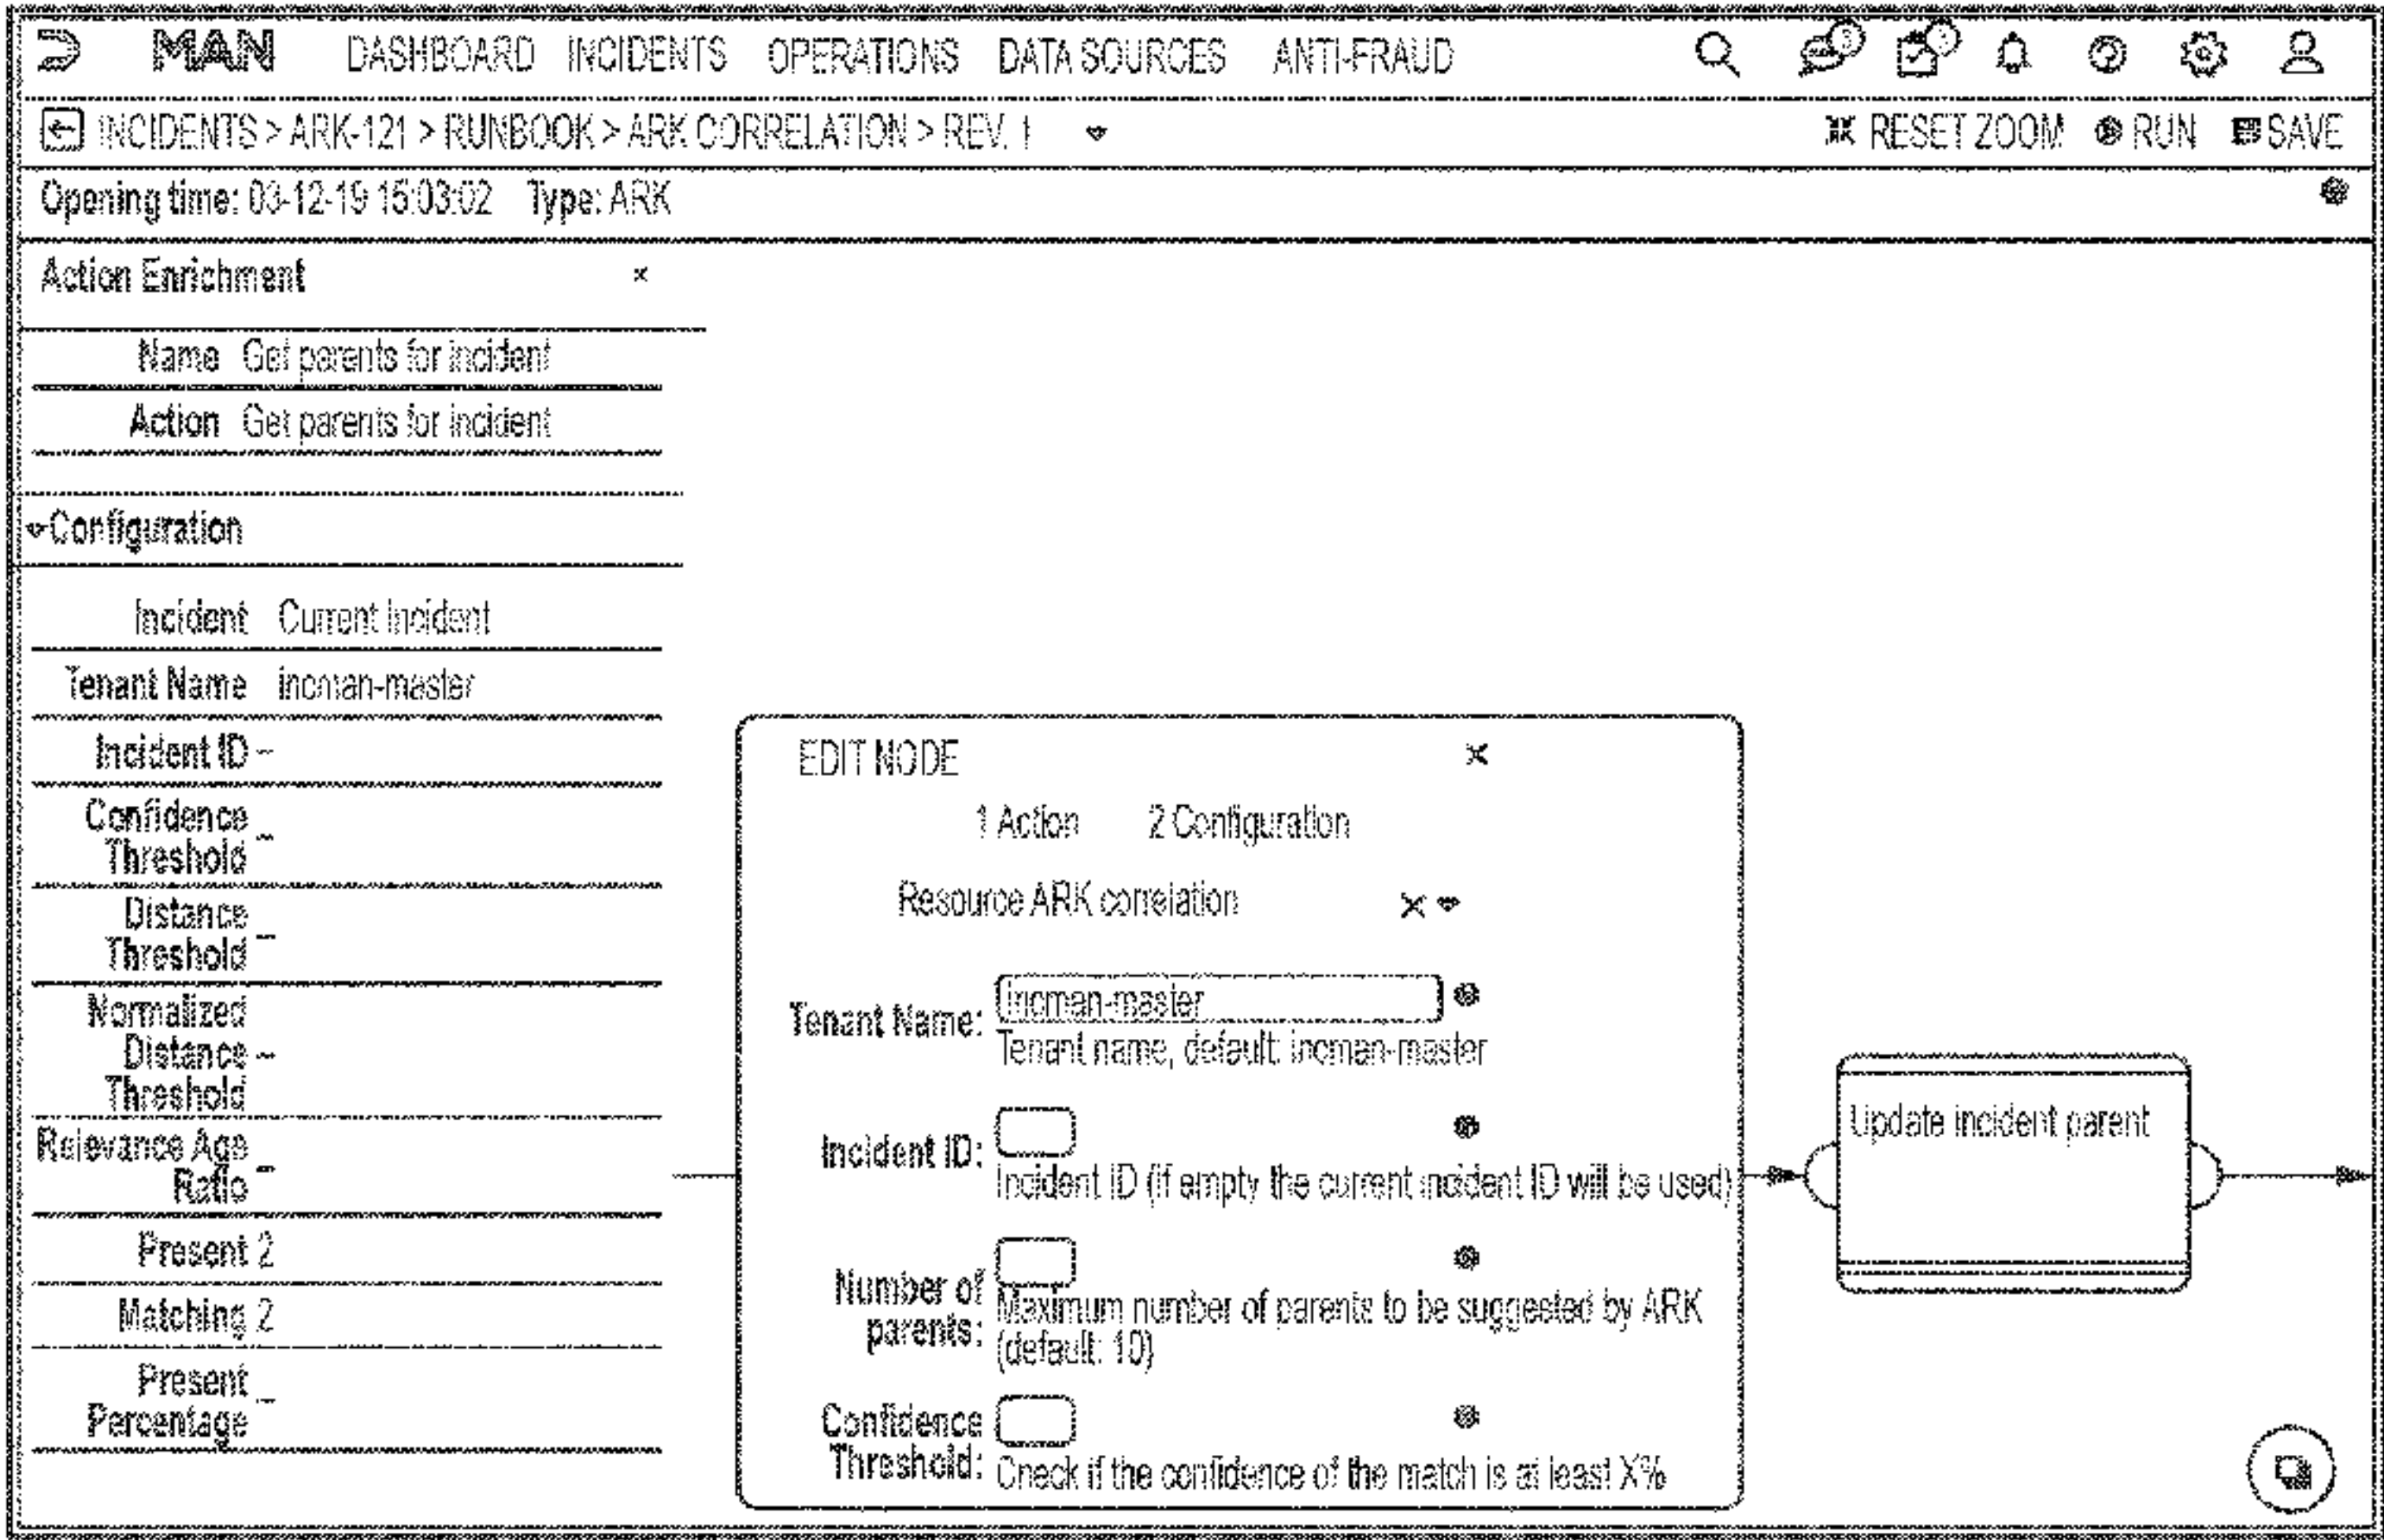 MAN DASHBOARD INCIDENTS OPERATIONS DATA SOURCES ANTI-FRAUD
INCIDENTS > ARK-121 > RUNBOOK > ARK CORRELATION > REV. 1 RESET ZOOM RUN SAVE
Opening time: 03-12-19 15:03:02 Type: ARK
Action Enrichment ×
Name Get parents for incident
Action Get parents for incident
Configuration
Incident Current incident
Tenant Name incman-master
Incident ID –
Confidence
Threshold –
Distance
Threshold –
Normalized
Distance –
Threshold
Relevance Age
Ratio –
Present 2
Matching 2
Present
Percentage –
EDIT NODE ×
1 Action 2 Configuration
Resource ARK correlation ×
Tenant Name: incman-master
Tenant name, default: incman-master
Incident ID:
Incident ID (if empty the current incident ID will be used)
Number of
parents:
Maximum number of parents to be suggested by ARK
(default: 10)
Confidence
Threshold:
Check if the confidence of the match is at least X%
Update incident parent